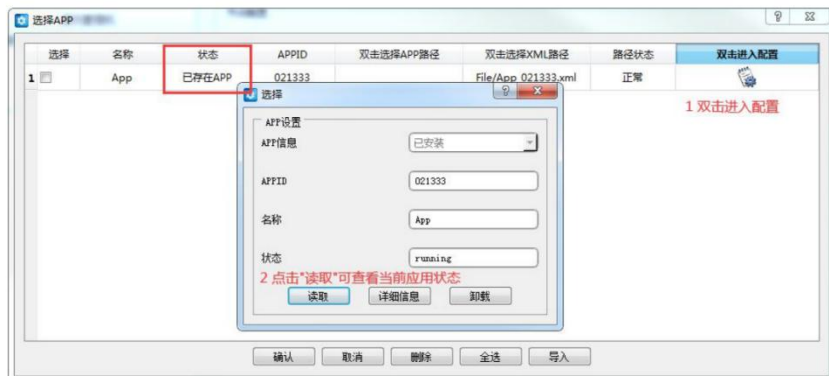 选择APP
选择 名称 状态 APPID 双击选择APP路径 双击选择XML路径 路径状态 双击进入配置
1 App 已存在APP 021333 File/App_021333.xml 正常
1 双击进入配置
选择
APP设置
APP信息 已安装
APPID 021333
名称 App
状态 running
2 点击"读取"可查看当前应用状态
读取 详细信息 卸载
确认 取消 删除 全选 导入